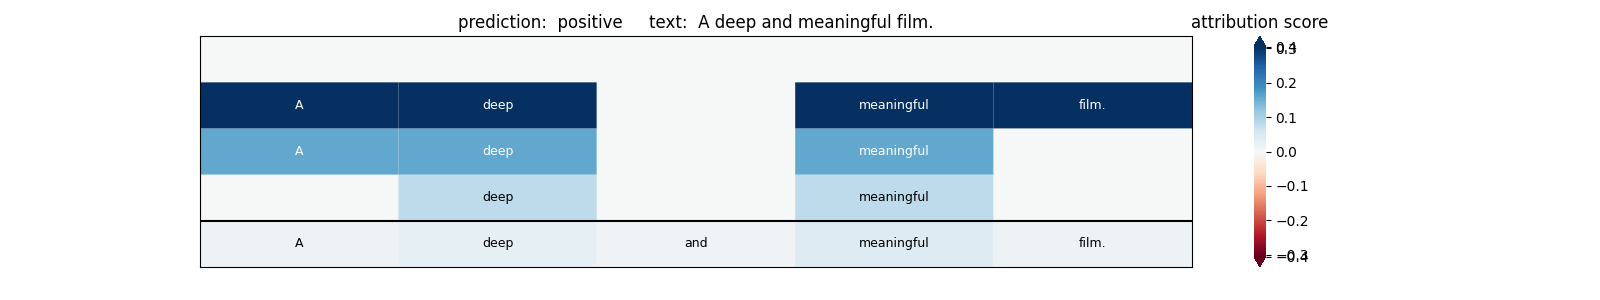 prediction:  positive     text:  A deep and meaningful film.
attribution score
A deep meaningful film.
A deep meaningful
deep meaningful
A deep and meaningful film.
0.4
0.3
0.2
0.1
0.0
−0.1
−0.2
−0.3
−0.4